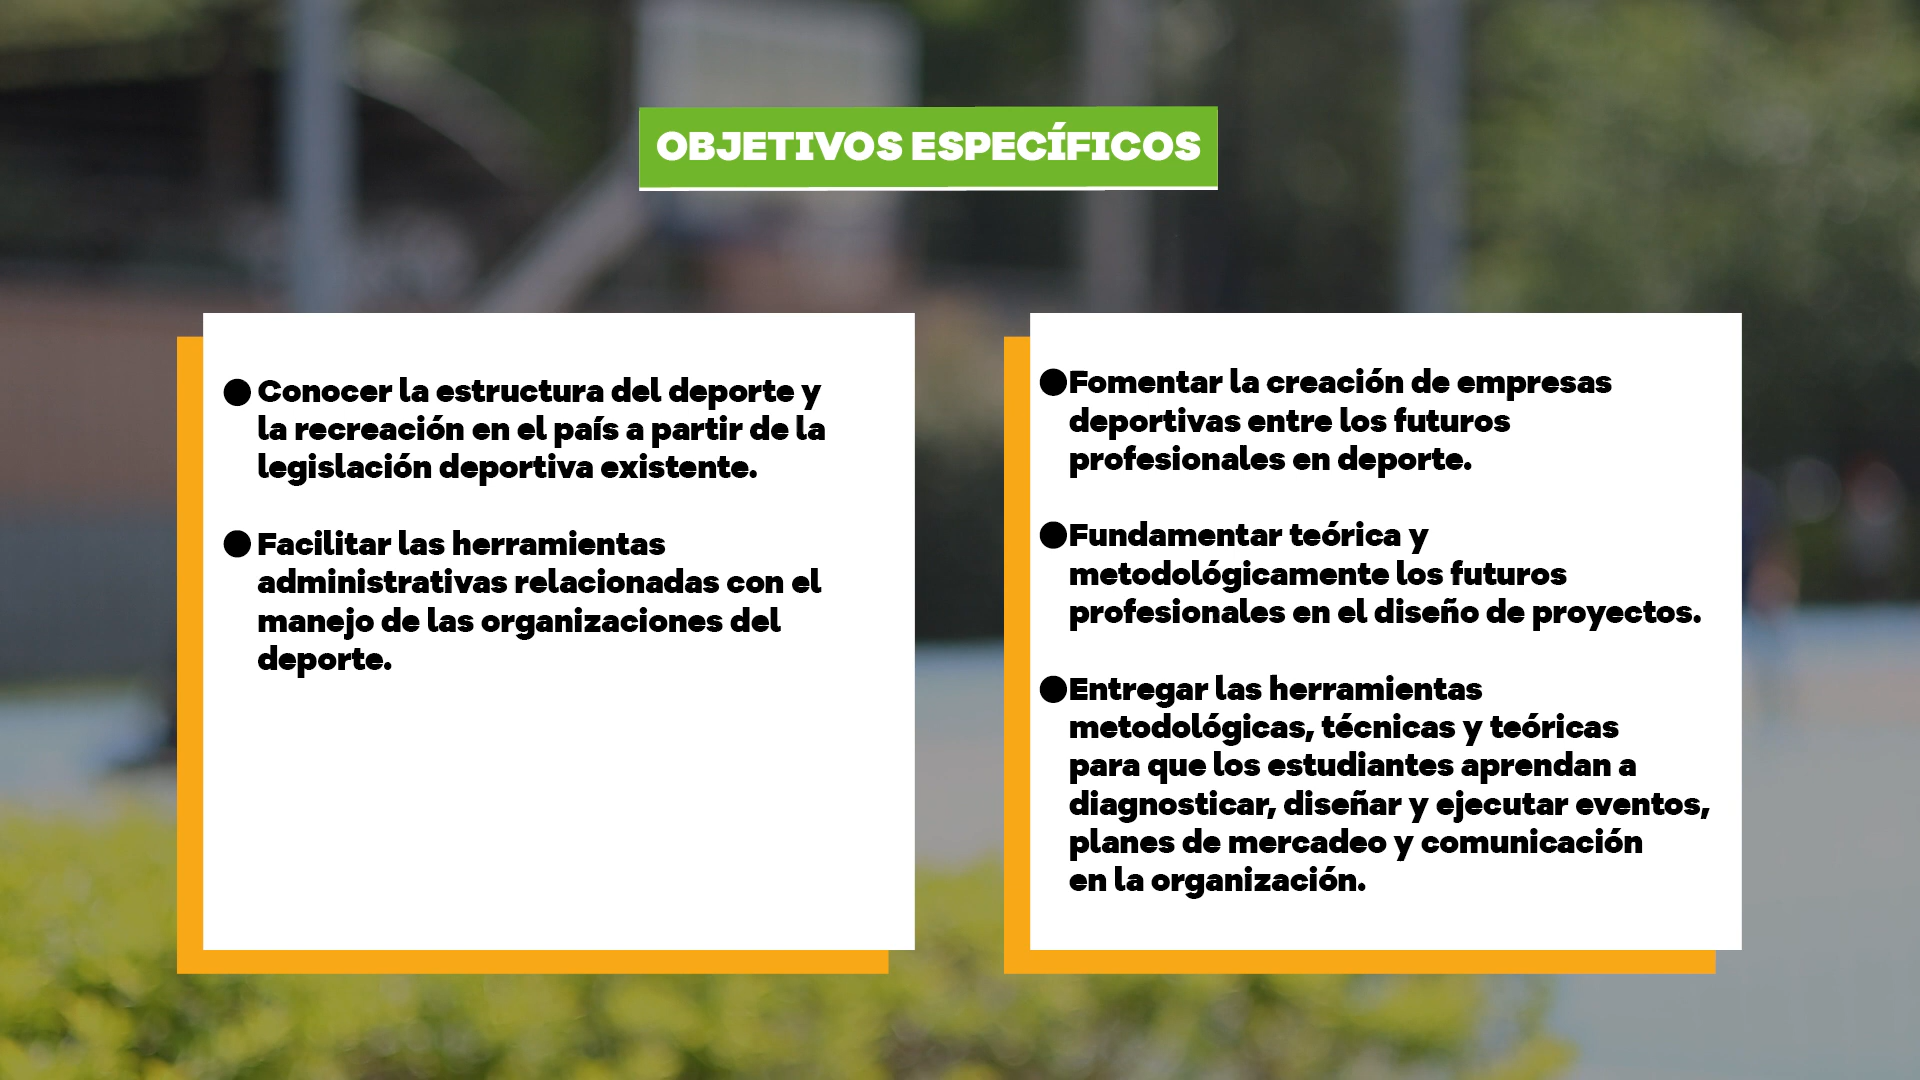 OBJETIVOS ESPECÍFICOS
● Conocer la estructura del deporte y
la recreación en el país a partir de la
legislación deportiva existente.
● Facilitar las herramientas
administrativas relacionadas con el
manejo de las organizaciones del
deporte.
●Fomentar la creación de empresas
deportivas entre los futuros
profesionales en deporte.
●Fundamentar teórica y
metodológicamente los futuros
profesionales en el diseño de proyectos.
●Entregar las herramientas
metodológicas, técnicas y teóricas
para que los estudiantes aprendan a
diagnosticar, diseñar y ejecutar eventos,
planes de mercadeo y comunicación
en la organización.